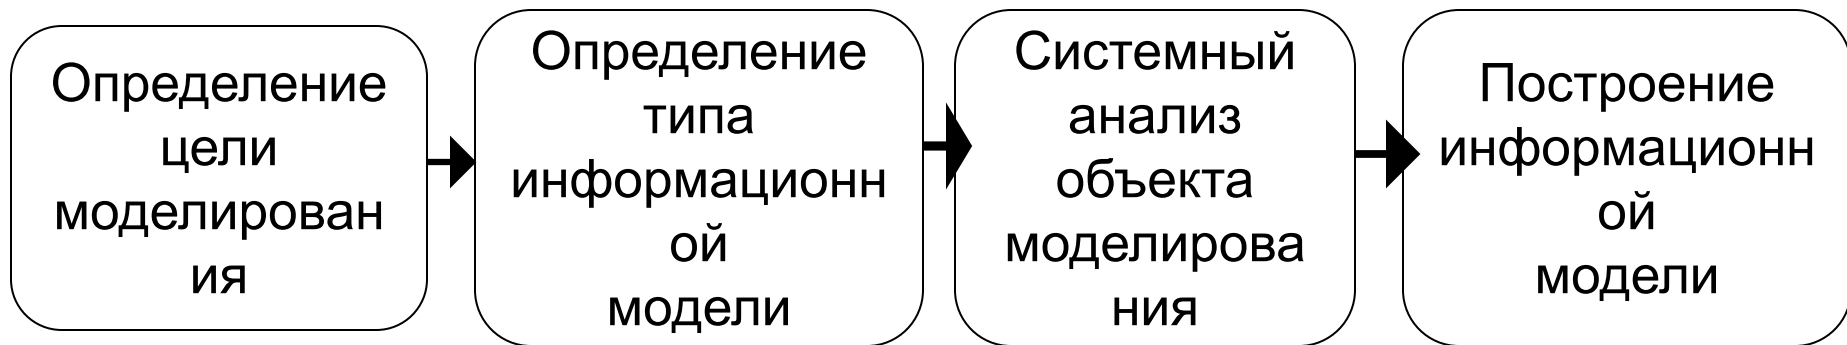 Определение
цели
моделирован
ия
Определение
типа
информационн
ой
модели
Системный
анализ
объекта
моделирова
ния
Построение
информационн
ой
модели